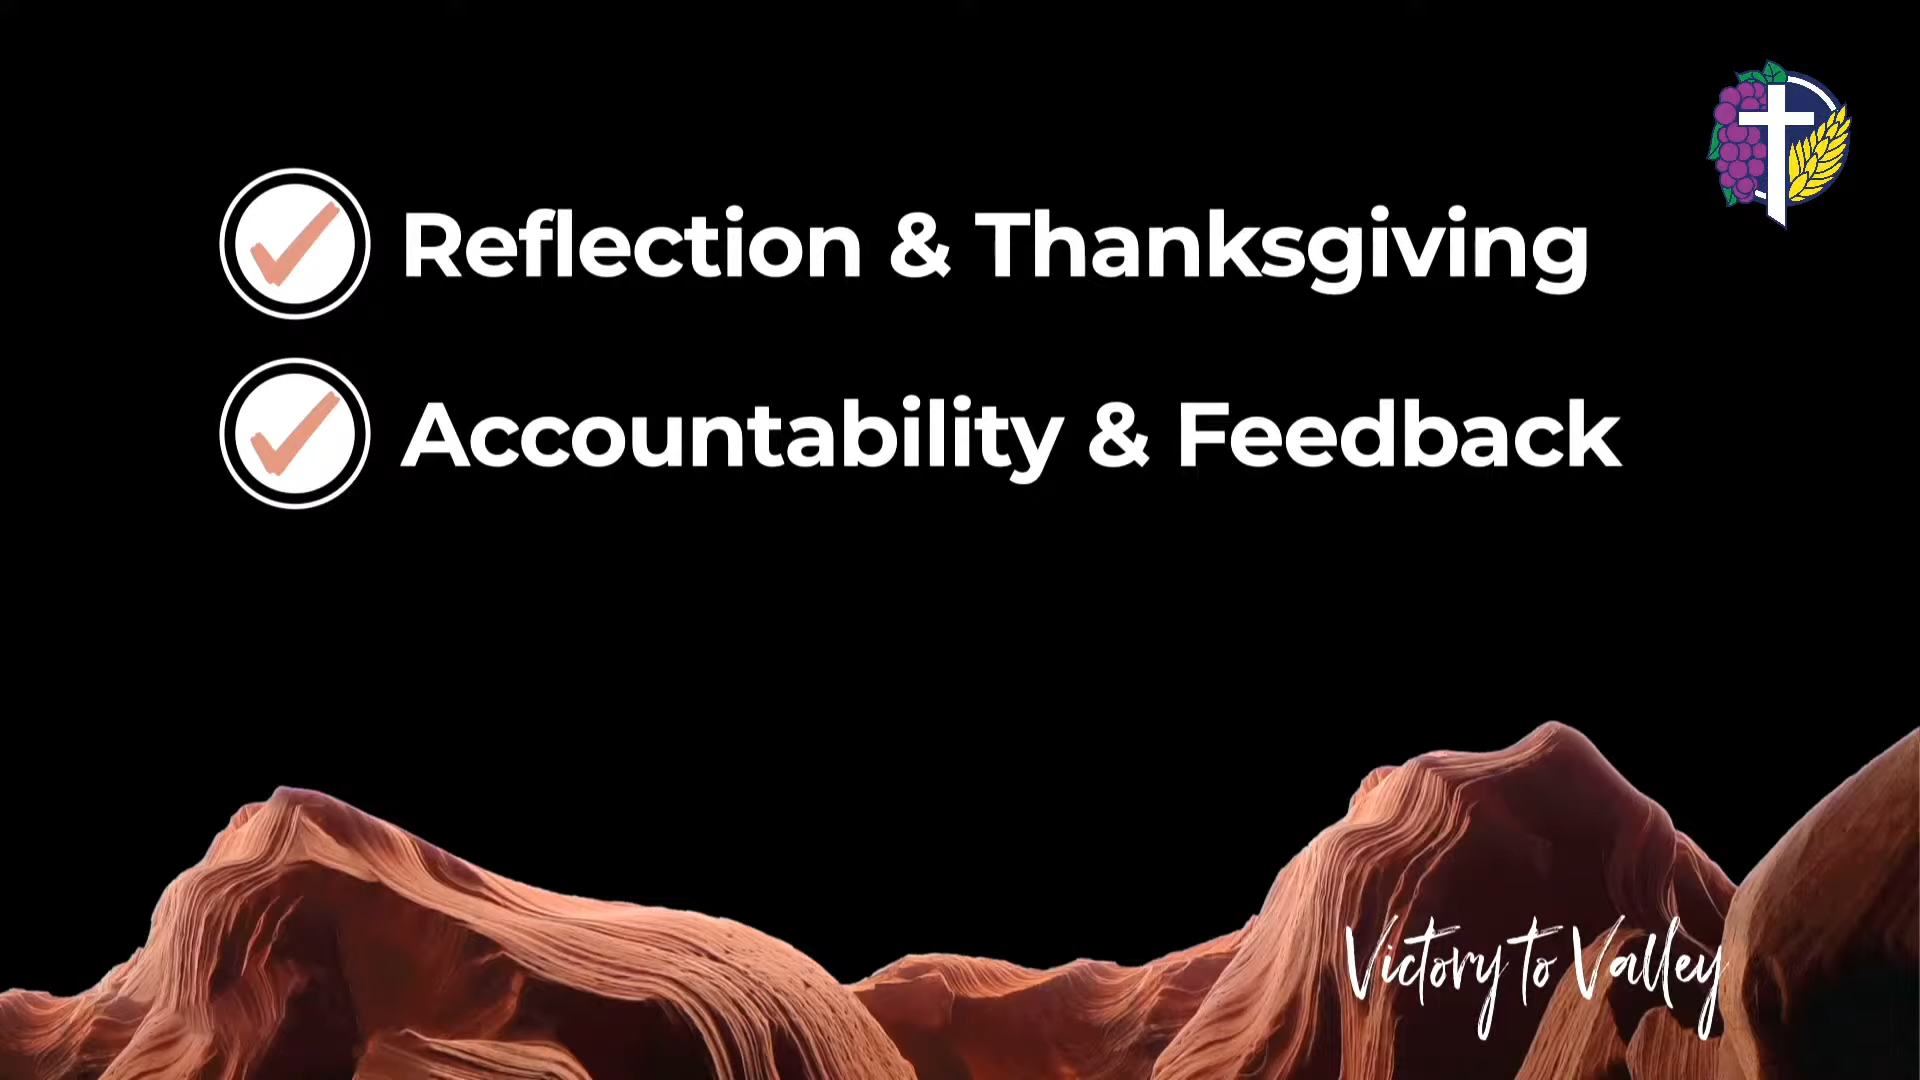 Reflection & Thanksgiving
Accountability & Feedback
Victory to Valley